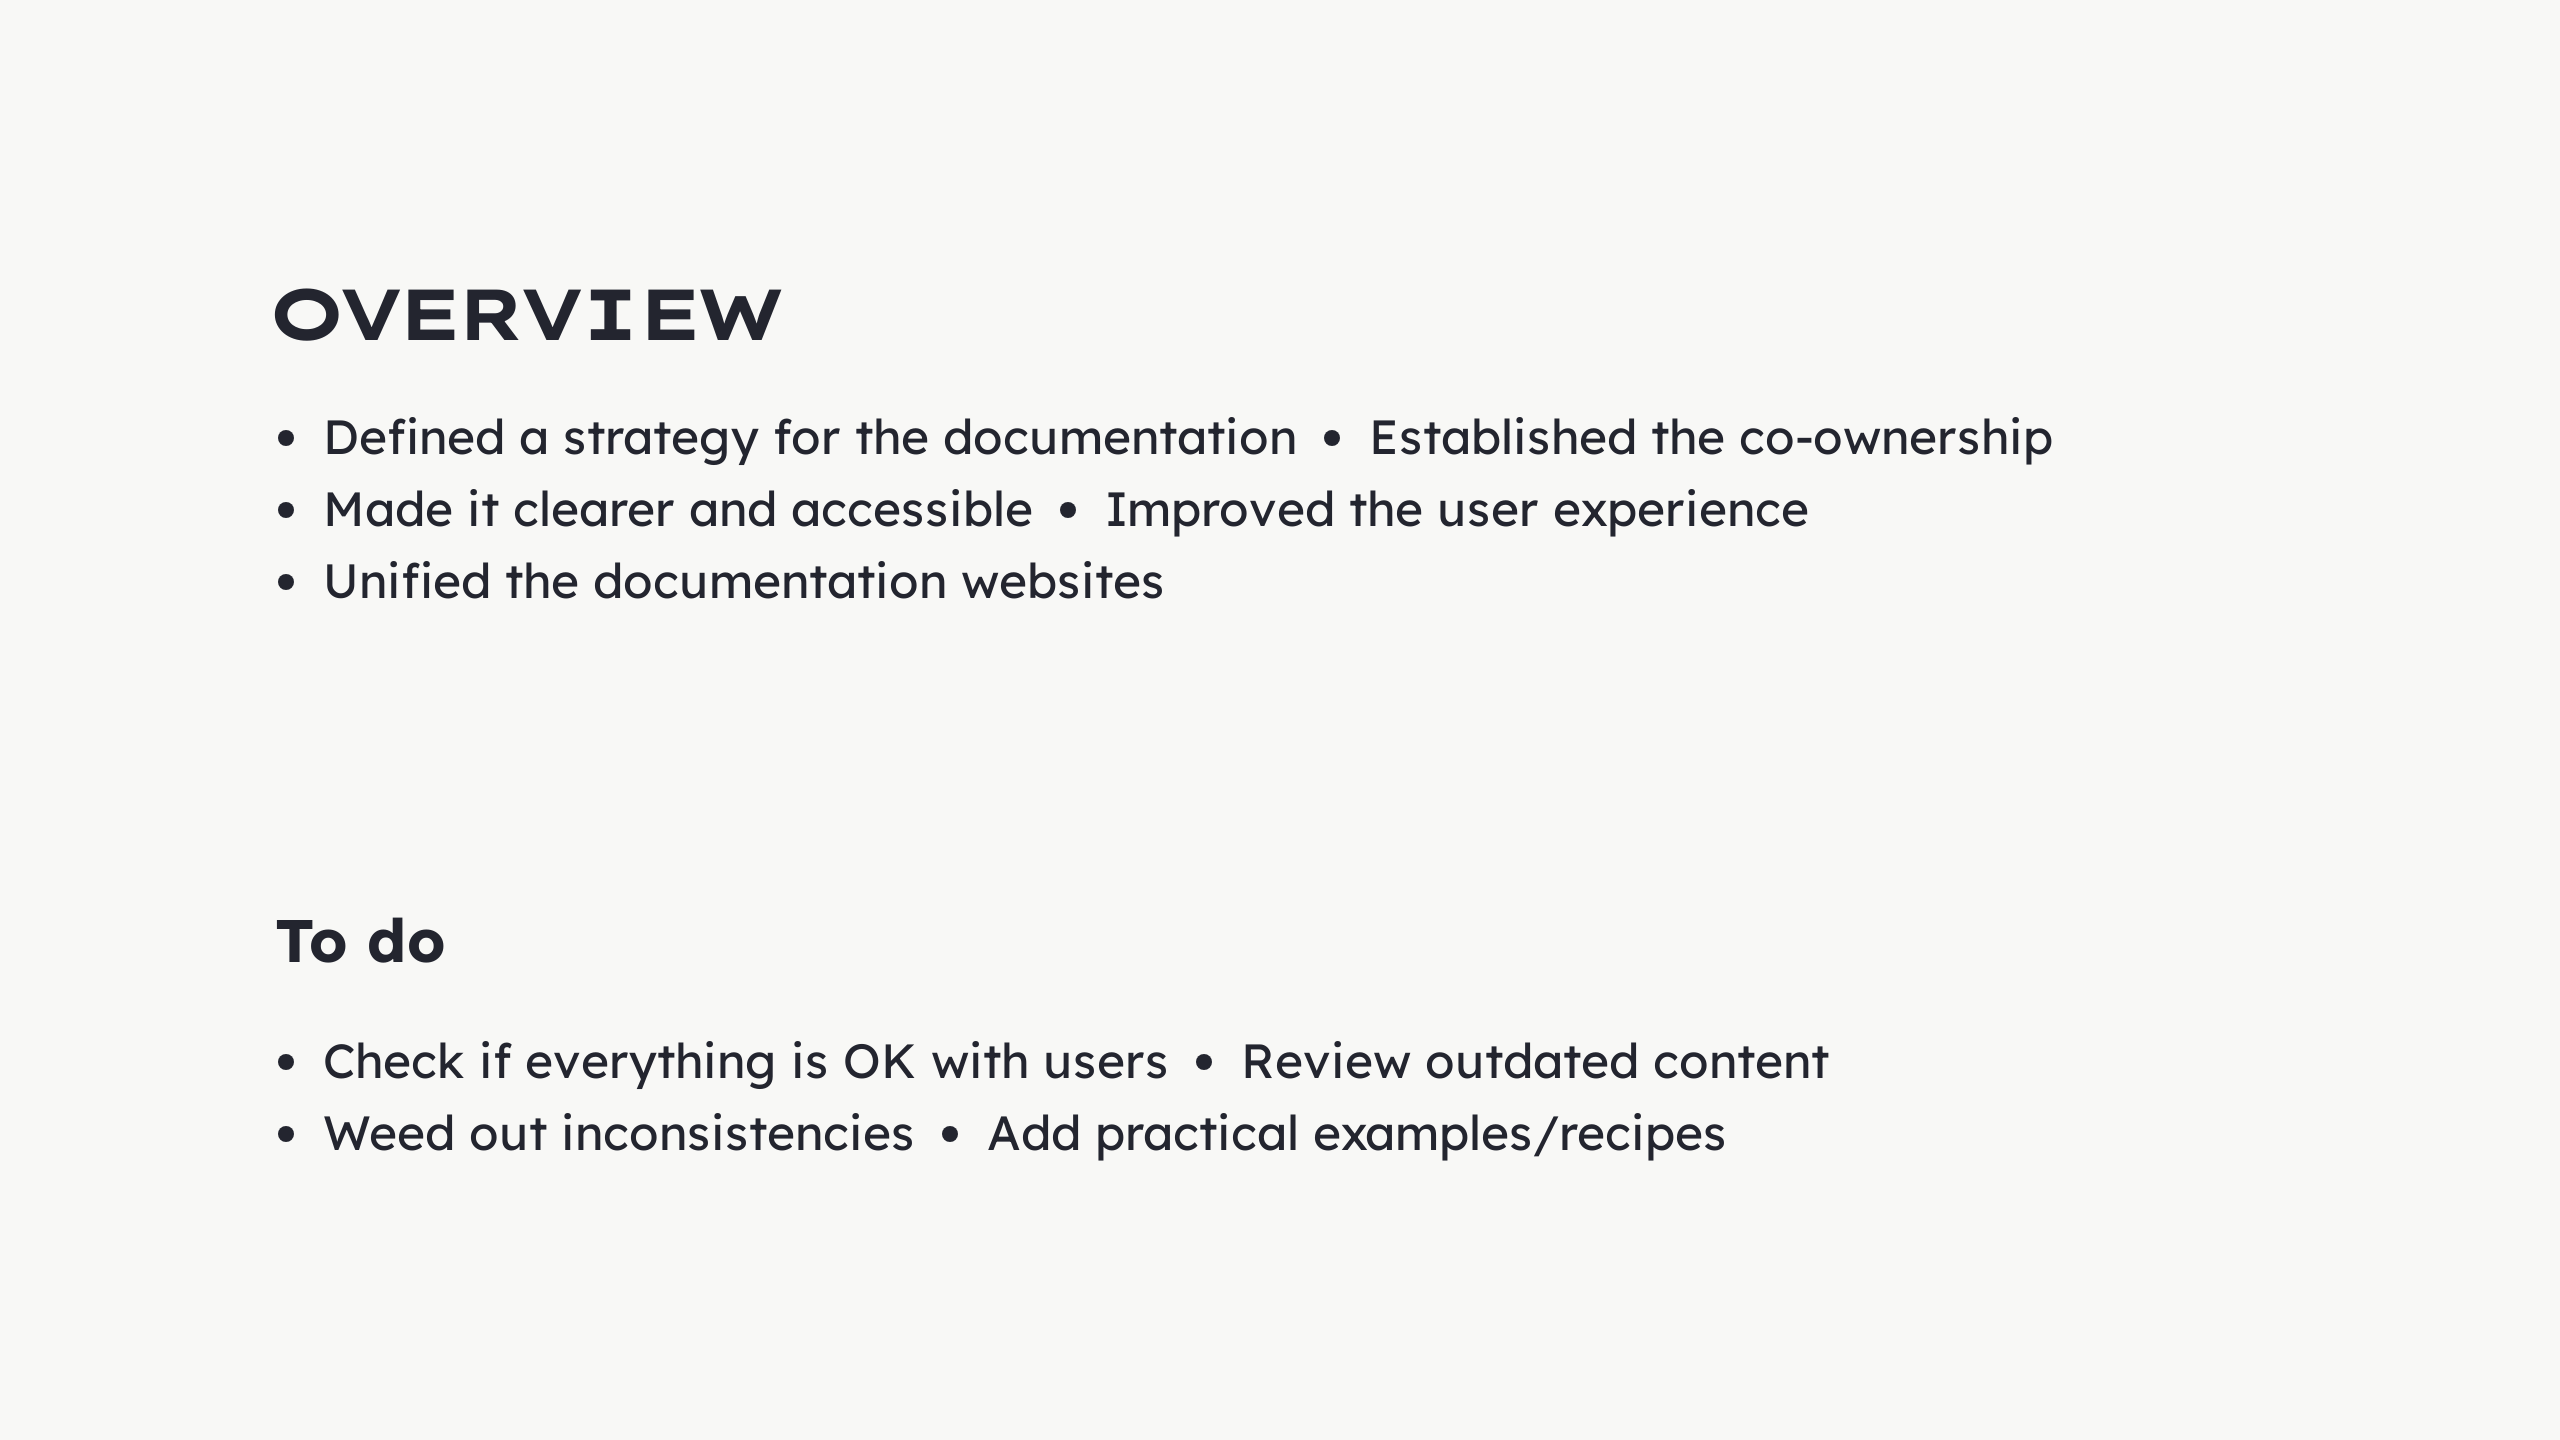 OVERVIEW
• Defined a strategy for the documentation • Established the co-ownership
• Made it clearer and accessible • Improved the user experience
• Unified the documentation websites
To do
• Check if everything is OK with users • Review outdated content
• Weed out inconsistencies • Add practical examples/recipes